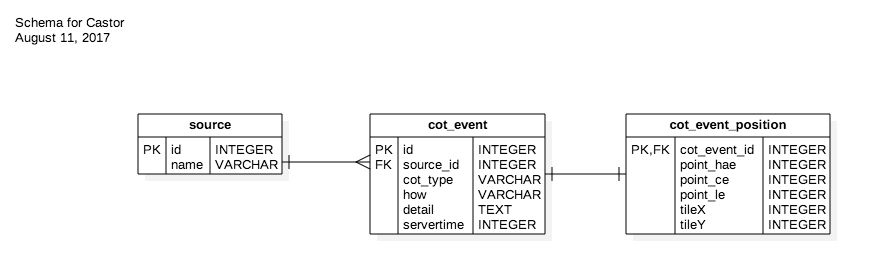 Schema for Castor
August 11, 2017
source
PK id INTEGER
name VARCHAR
cot_event
PK id INTEGER
FK source_id INTEGER
cot_type VARCHAR
how VARCHAR
detail TEXT
servertime INTEGER
cot_event_position
PK,FK cot_event_id INTEGER
point_hae INTEGER
point_ce INTEGER
point_le INTEGER
tileX INTEGER
tileY INTEGER